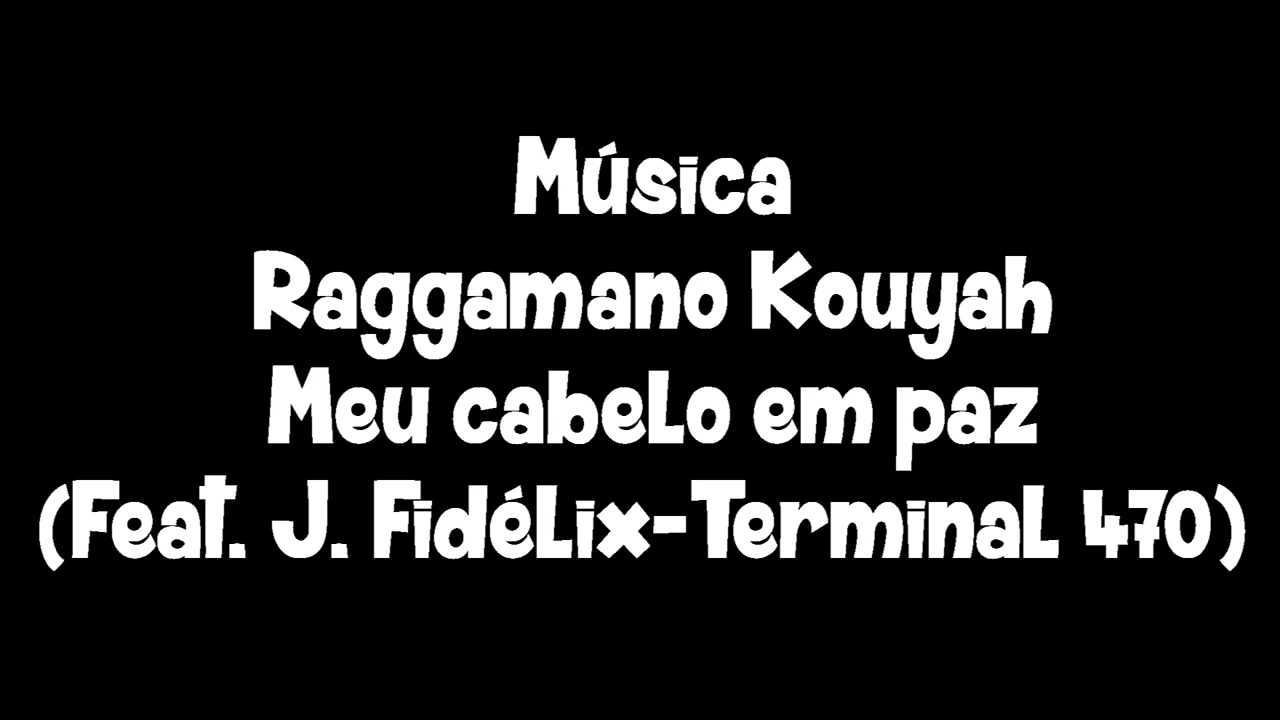 Música
Raggamano Kouyah
Meu cabelo em paz
(Feat. J. Fidélix-Terminal 470)